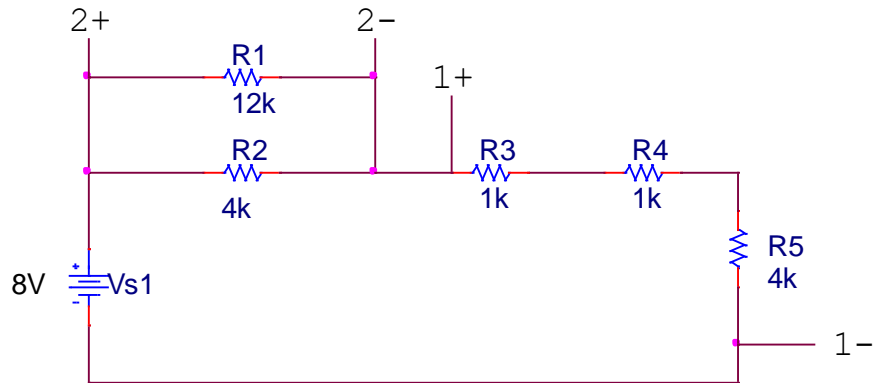 2+ 2-
R1
12k
1+
R2
4k
R3
1k
R4
1k
R5
4k
8V
+
Vs1
-
1-